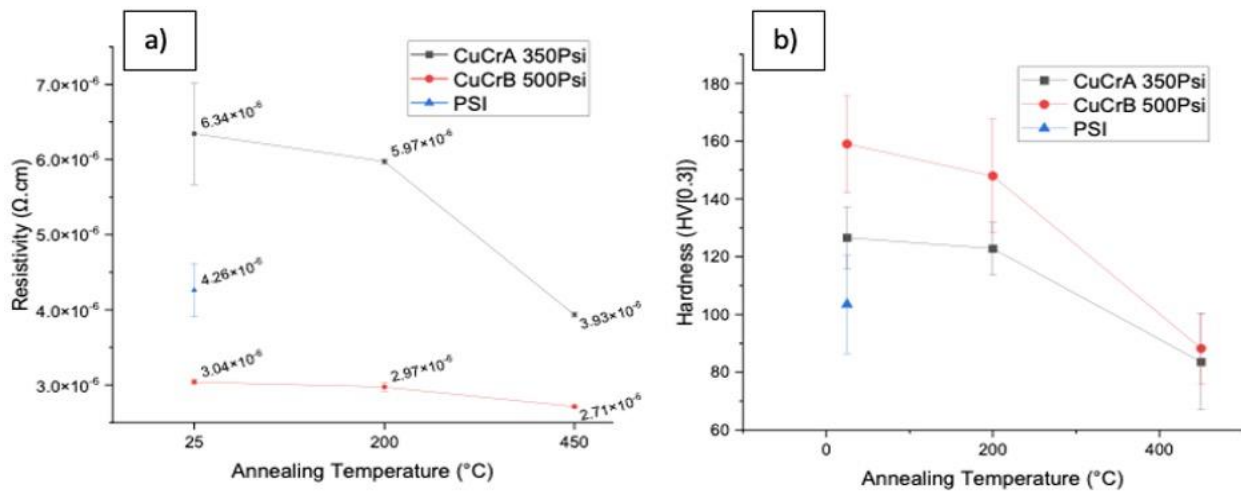 a)
CuCrA 350Psi
CuCrB 500Psi
PSI
7.0×10⁻⁶
6.0×10⁻⁶
5.0×10⁻⁶
4.0×10⁻⁶
3.0×10⁻⁶
Resistivity (Ω.cm)
6.34×10⁻⁶
5.97×10⁻⁶
3.93×10⁻⁶
4.26×10⁻⁶
3.04×10⁻⁶
2.97×10⁻⁶
2.71×10⁻⁶
25
200
450
Annealing Temperature (°C)
b)
CuCrA 350Psi
CuCrB 500Psi
PSI
180
160
140
120
100
80
60
Hardness (HV[0.3])
0
200
400
Annealing Temperature (°C)